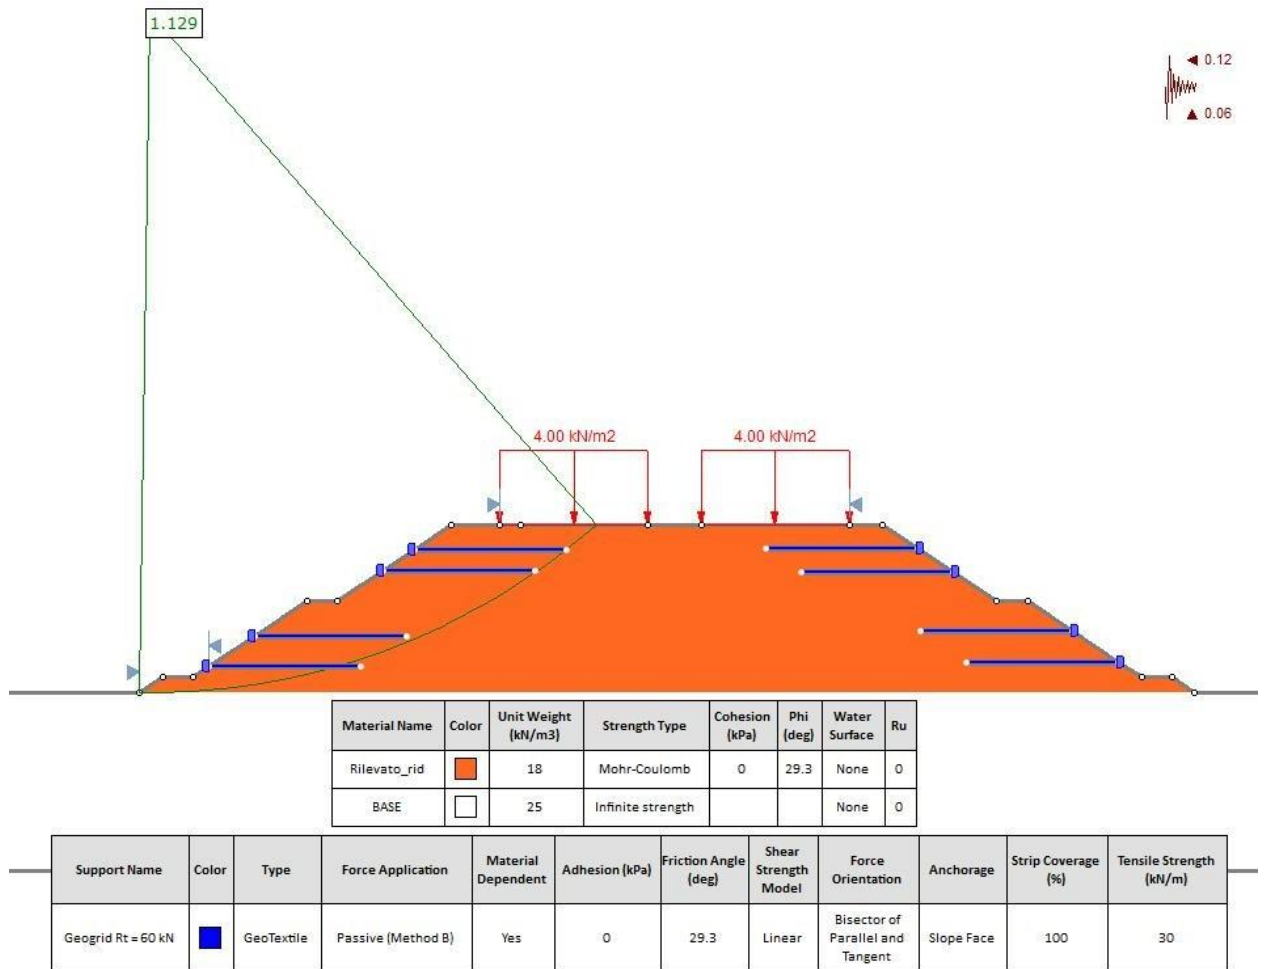 1.129
0.12
0.06
4.00 kN/m2 4.00 kN/m2
Material Name Color Unit Weight (kN/m3) Strength Type Cohesion (kPa) Phi (deg) Water Surface Ru
Rilevato_rid 18 Mohr-Coulomb 0 29.3 None 0
BASE 25 Infinite strength None 0
Support Name Color Type Force Application Material Dependent Adhesion (kPa) Friction Angle (deg) Shear Strength Model Force Orientation Anchorage Strip Coverage (%) Tensile Strength (kN/m)
Geogrid Rt = 60 kN GeoTextile Passive (Method B) Yes 0 29.3 Linear Bisector of Parallel and Tangent Slope Face 100 30